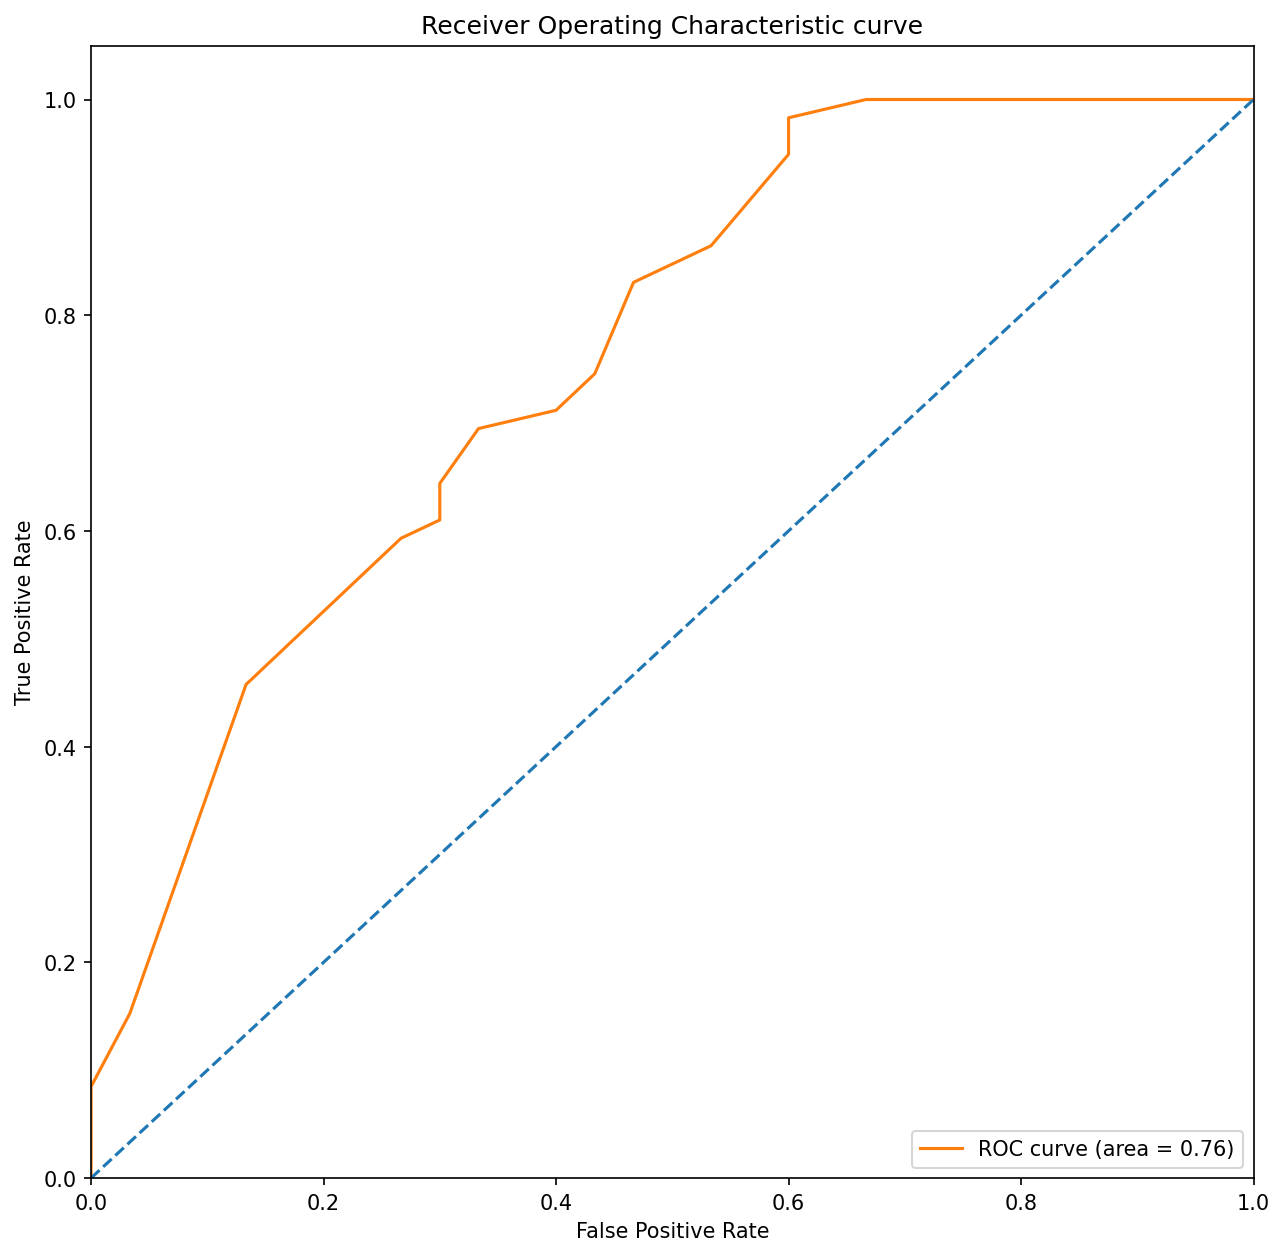 Receiver Operating Characteristic curve
1.0
0.8
0.6
0.4
0.2
0.0
True Positive Rate
ROC curve (area = 0.76)
0.0 0.2 0.4 0.6 0.8 1.0
False Positive Rate